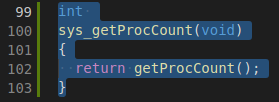 99 int
100 sys_getProcCount(void)
101 {
102   return getProcCount();
103 }